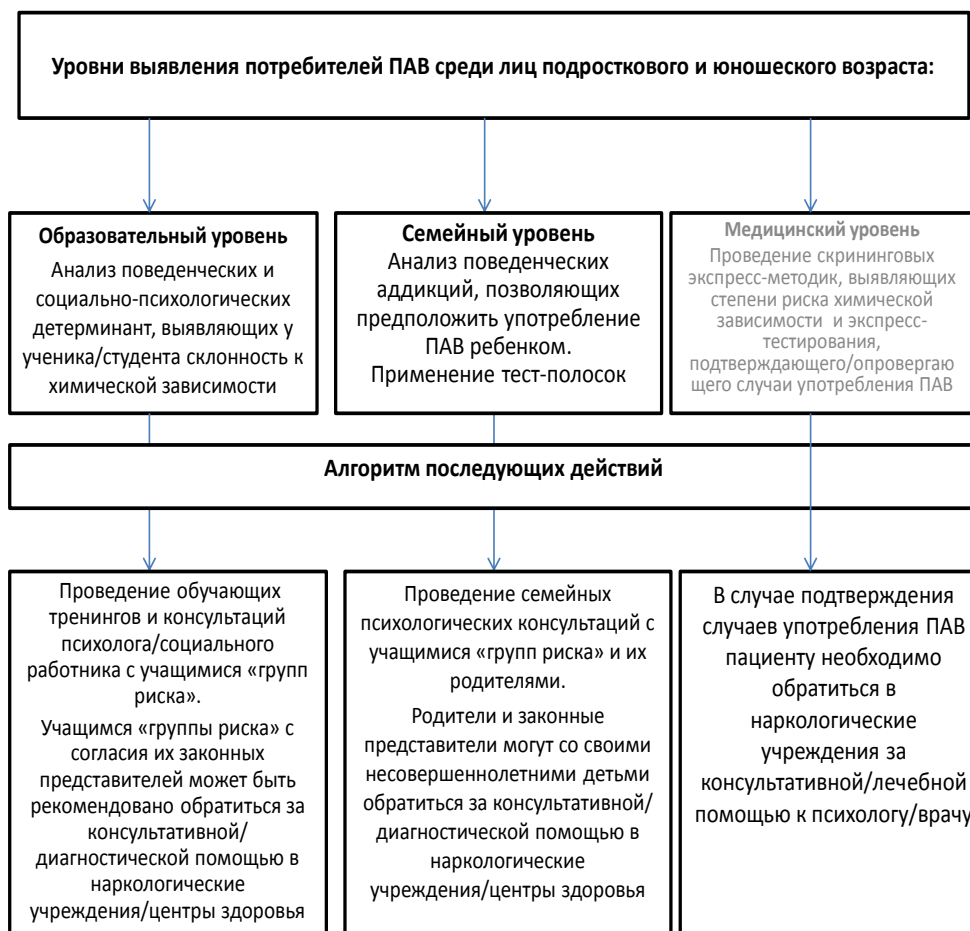 Уровни выявления потребителей ПАВ среди лиц подросткового и юношеского возраста:
Образовательный уровень
Анализ поведенческих и
социально-психологических
детерминант, выявляющих у
ученика/студента склонность к
химической зависимости
Семейный уровень
Анализ поведенческих
аддикций, позволяющих
предположить употребление
ПАВ ребенком.
Применение тест-полосок
Медицинский уровень
Проведение скрининговых
экспресс-методик, выявляющих
степени риска химической
зависимости и экспресс-
тестирования,
подтверждающего/опровергаю
щего случаи употребления ПАВ
Алгоритм последующих действий
Проведение обучающих
тренингов и консультаций
психолога/социального
работника с учащимися «групп
риска».
Учащимся «группы риска» с
согласия их законных
представителей может быть
рекомендовано обратиться за
консультативной/
диагностической помощью в
наркологические
учреждения/центры здоровья
Проведение семейных
психологических консультаций с
учащимися «групп риска» и их
родителями.
Родители и законные
представители могут со своими
несовершеннолетними детьми
обратиться за консультативной/
диагностической помощью в
наркологические
учреждения/центры здоровья
В случае подтверждения
случаев употребления ПАВ
пациенту необходимо
обратиться в
наркологические
учреждения за
консультативной/лечебной
помощью к психологу/врачу